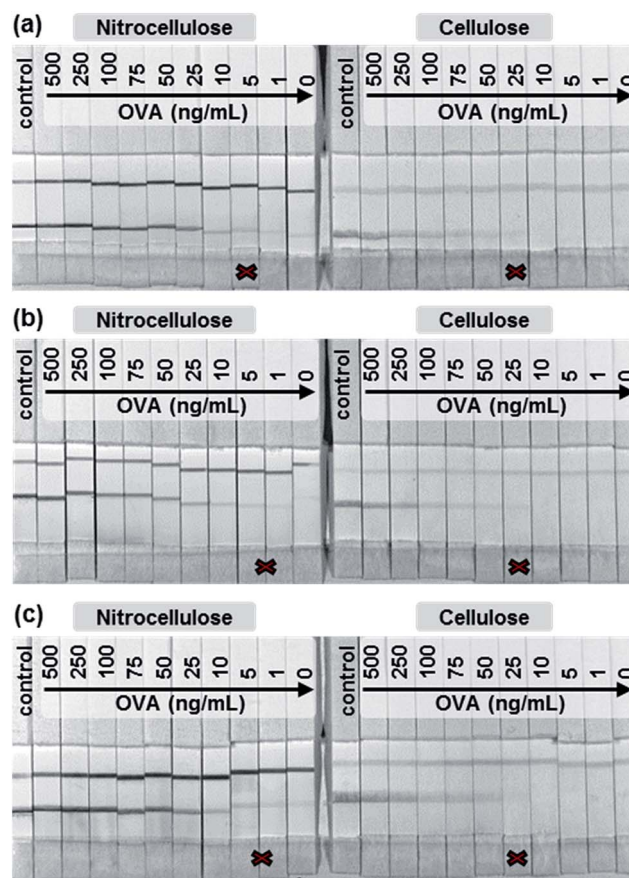 (a)
Nitrocellulose Cellulose
control 500 250 100 75 50 25 10 5 1 0 control 500 250 100 75 50 25 10 5 1 0
OVA (ng/mL) OVA (ng/mL)
(b)
Nitrocellulose Cellulose
control 500 250 100 75 50 25 10 5 1 0 control 500 250 100 75 50 25 10 5 1 0
OVA (ng/mL) OVA (ng/mL)
(c)
Nitrocellulose Cellulose
control 500 250 100 75 50 25 10 5 1 0 control 500 250 100 75 50 25 10 5 1 0
OVA (ng/mL) OVA (ng/mL)